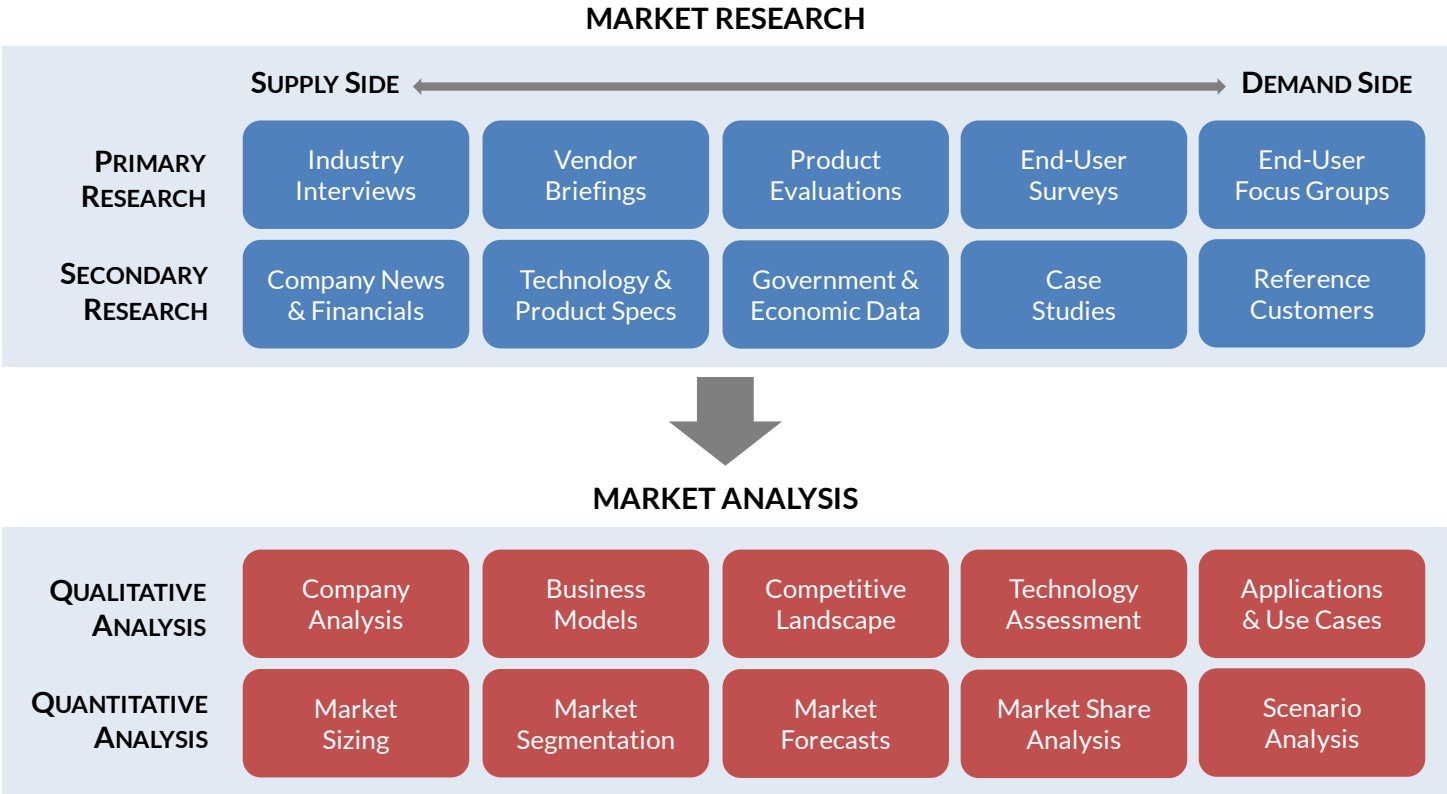 MARKET RESEARCH
SUPPLY SIDE
DEMAND SIDE
PRIMARY
RESEARCH
Industry
Interviews
Vendor
Briefings
Product
Evaluations
End-User
Surveys
End-User
Focus Groups
SECONDARY
RESEARCH
Company News
& Financials
Technology &
Product Specs
Government &
Economic Data
Case
Studies
Reference
Customers
MARKET ANALYSIS
QUALITATIVE
ANALYSIS
Company
Analysis
Business
Models
Competitive
Landscape
Technology
Assessment
Applications
& Use Cases
QUANTITATIVE
ANALYSIS
Market
Sizing
Market
Segmentation
Market
Forecasts
Market Share
Analysis
Scenario
Analysis